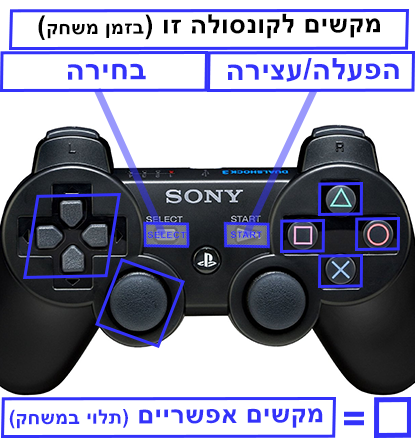 מקשים לקונסולה זו (בזמן משחק)
הפעלה/עצירה
בחירה
L
R
DUALSHOCK 3
SONY
SELECT
START
SELECT
START
מקשים אפשריים (תלוי במשחק)
=